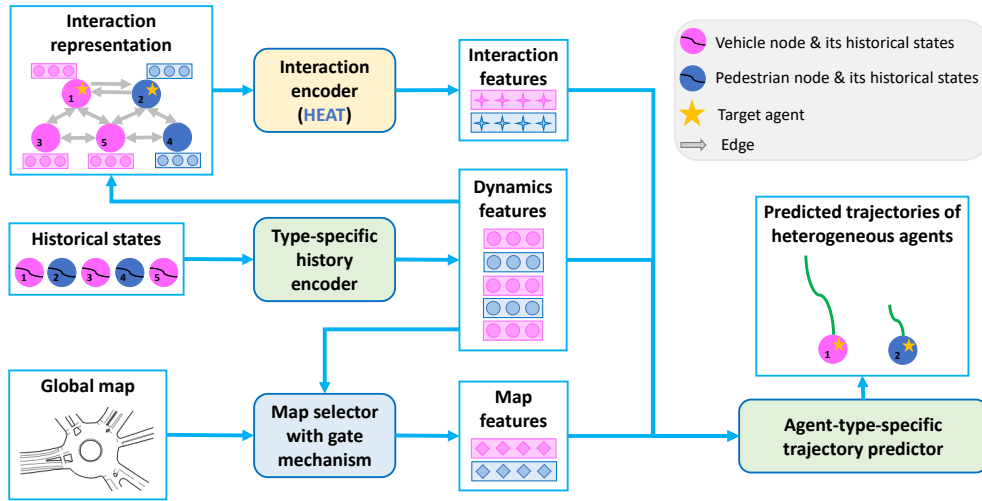 Interaction
representation
1
2
3
5
4
Interaction
encoder
(HEAT)
Interaction
features
Vehicle node & its historical states
Pedestrian node & its historical states
Target agent
Edge
Historical states
1
2
3
4
5
Type-specific
history
encoder
Dynamics
features
Predicted trajectories of
heterogeneous agents
1
2
Global map
Map selector
with gate
mechanism
Map
features
Agent-type-specific
trajectory predictor